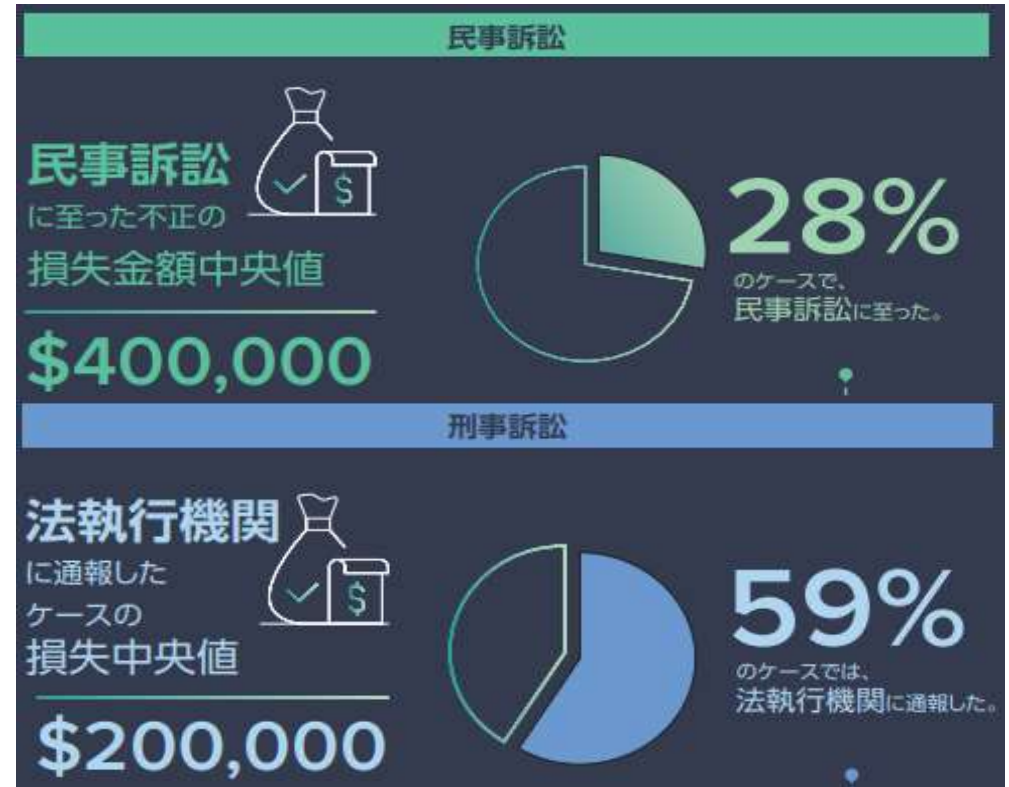 民事訴訟
民事訴訟
に至った不正の
損失金額中央値
$400,000
$
28%
のケースで、
民事訴訟に至った。
刑事訴訟
法執行機関
に通報した
ケースの
損失中央値
$200,000
$
59%
のケースでは、
法執行機関に通報した。